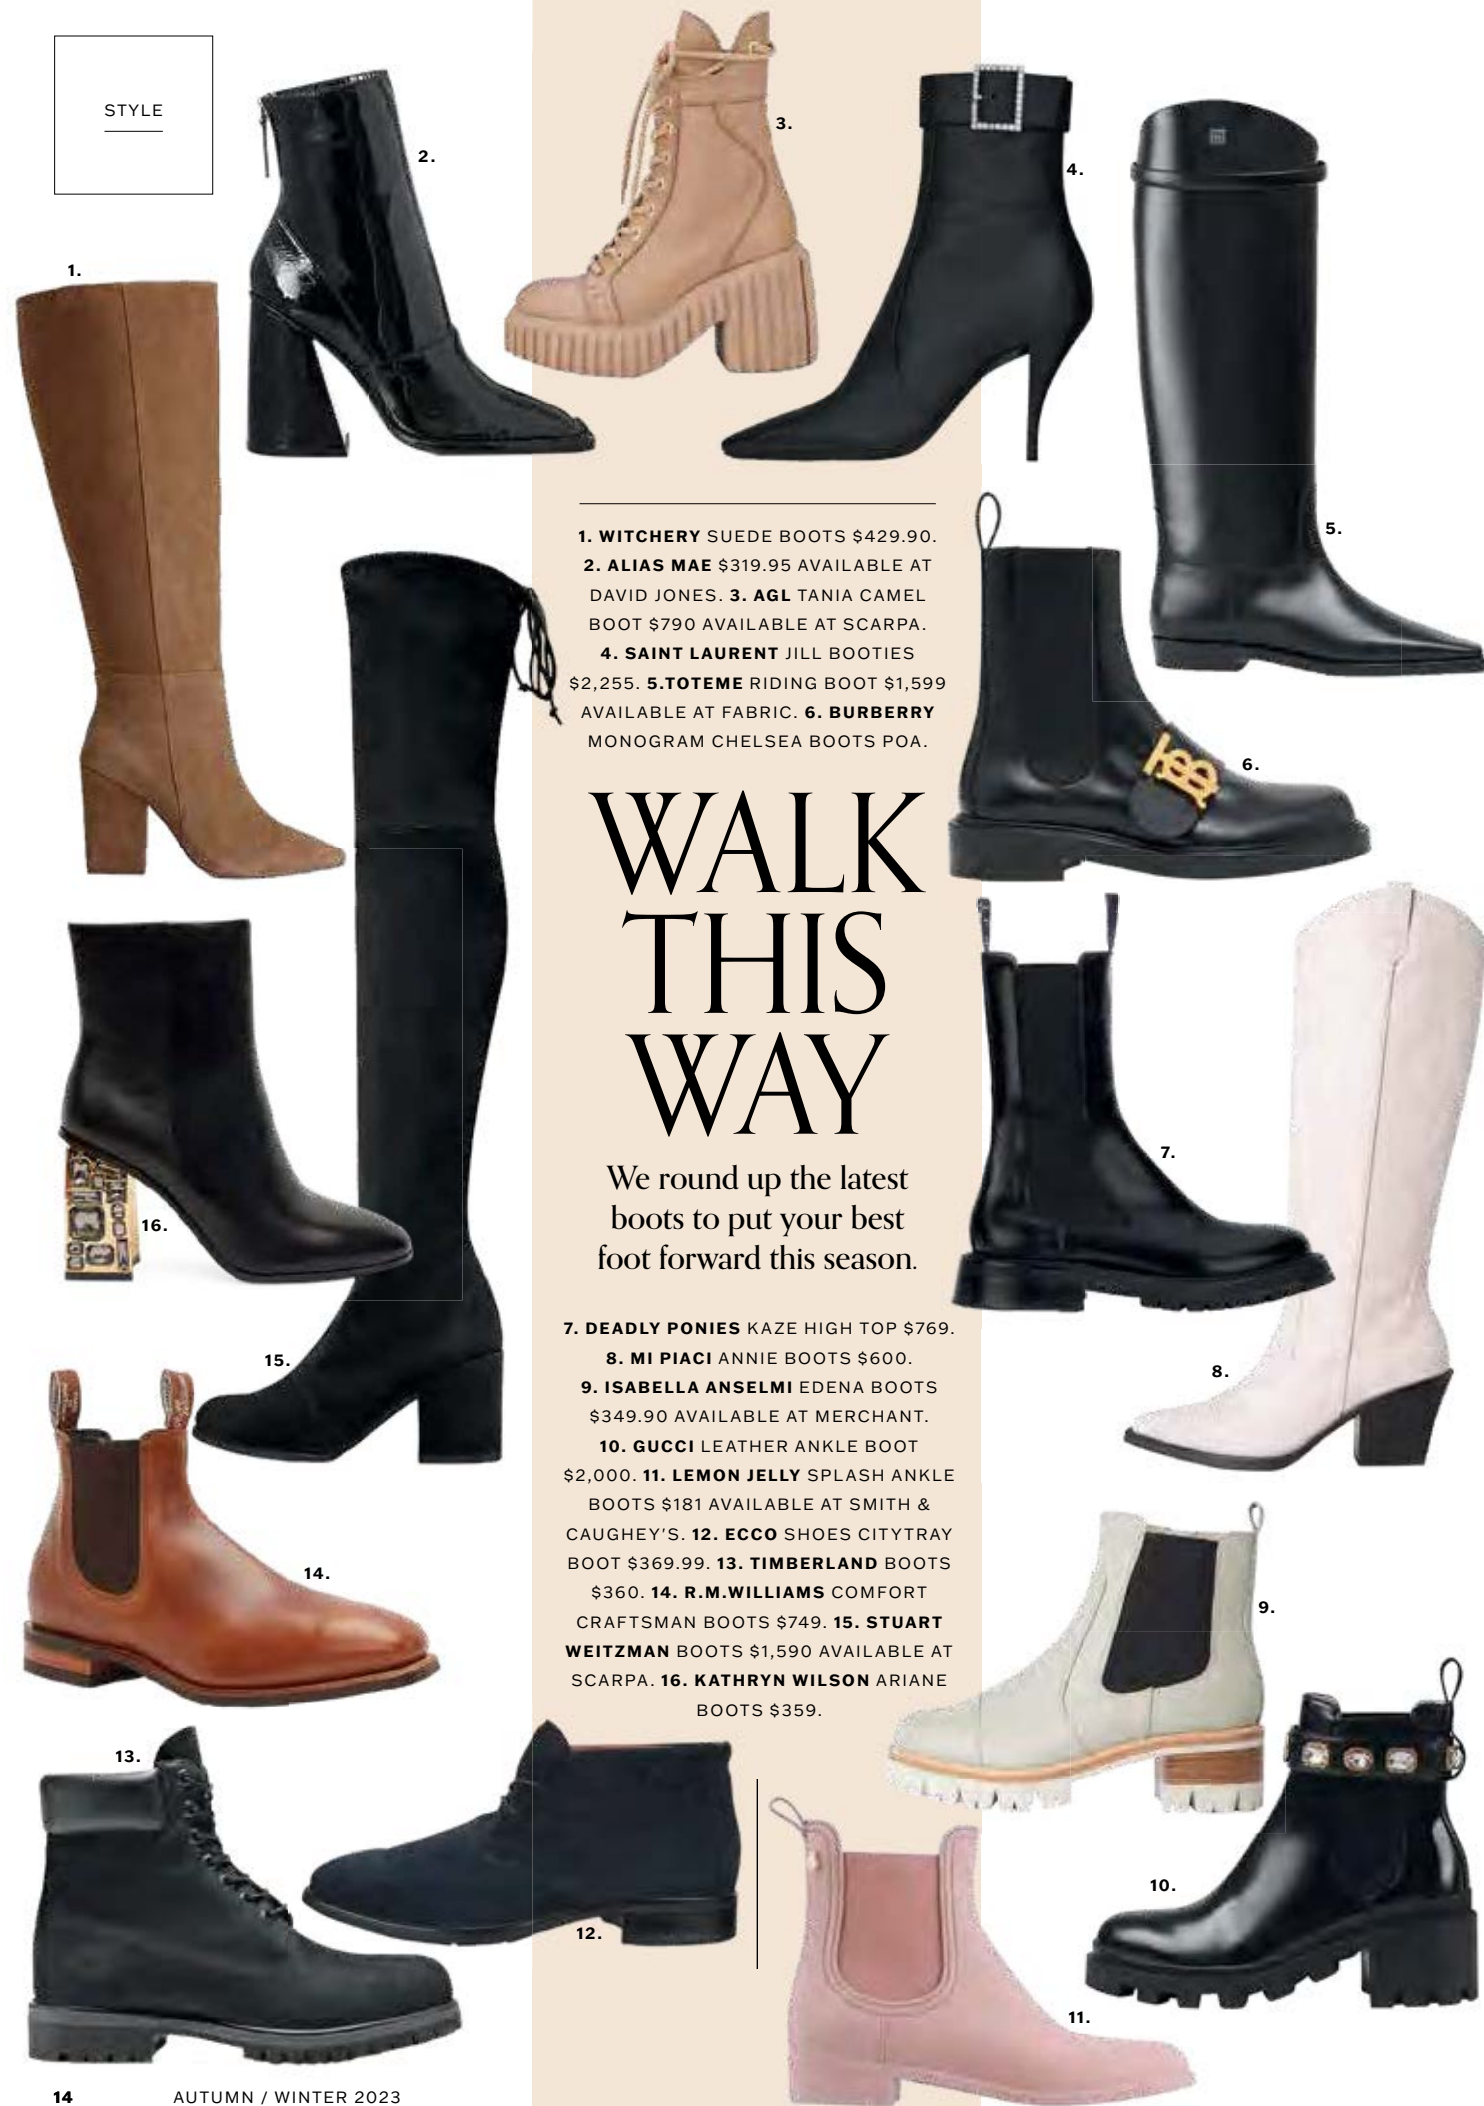 STYLE
1.
2.
3.
4.
5.
1. WITCHERY SUEDE BOOTS $429.90.
2. ALIAS MAE $319.95 AVAILABLE AT
DAVID JONES. 3. AGL TANIA CAMEL
BOOT $790 AVAILABLE AT SCARPA.
4. SAINT LAURENT JILL BOOTIES
$2,255. 5.TOTEME RIDING BOOT $1,599
AVAILABLE AT FABRIC. 6. BURBERRY
MONOGRAM CHELSEA BOOTS POA.
6.
WALK
THIS
WAY
We round up the latest
boots to put your best
foot forward this season.
7.
16.
15.
8.
7. DEADLY PONIES KAZE HIGH TOP $769.
8. MI PIACI ANNIE BOOTS $600.
9. ISABELLA ANSELMI EDENA BOOTS
$349.90 AVAILABLE AT MERCHANT.
10. GUCCI LEATHER ANKLE BOOT
$2,000. 11. LEMON JELLY SPLASH ANKLE
BOOTS $181 AVAILABLE AT SMITH &
CAUGHEY'S. 12. ECCO SHOES CITYTRAY
BOOT $369.99. 13. TIMBERLAND BOOTS
$360. 14. R.M.WILLIAMS COMFORT
CRAFTSMAN BOOTS $749. 15. STUART
WEITZMAN BOOTS $1,590 AVAILABLE AT
SCARPA. 16. KATHRYN WILSON ARIANE
BOOTS $359.
14.
9.
13.
10.
12.
11.
14
AUTUMN / WINTER 2023